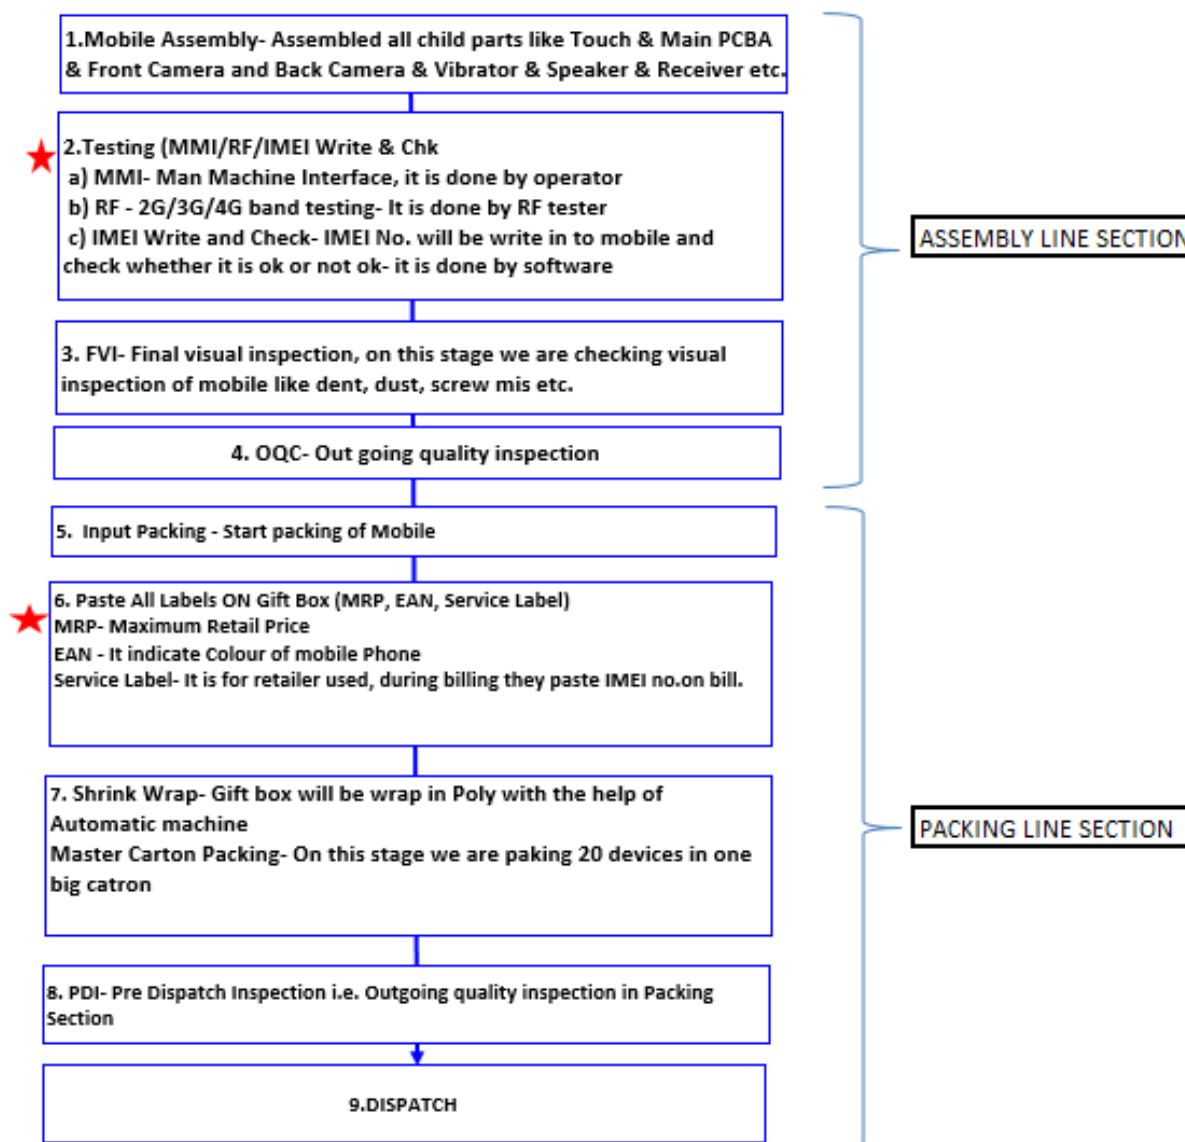 1.Mobile Assembly- Assembled all child parts like Touch & Main PCBA
& Front Camera and Back Camera & Vibrator & Speaker & Receiver etc.
2.Testing (MMI/RF/IMEI Write & Chk
a) MMI- Man Machine Interface, it is done by operator
b) RF - 2G/3G/4G band testing- It is done by RF tester
c) IMEI Write and Check- IMEI No. will be write in to mobile and
check whether it is ok or not ok- it is done by software
3. FVI- Final visual inspection, on this stage we are checking visual
inspection of mobile like dent, dust, screw mis etc.
4. OQC- Out going quality inspection
ASSEMBLY LINE SECTION
5. Input Packing - Start packing of Mobile
6. Paste All Labels ON Gift Box (MRP, EAN, Service Label)
MRP- Maximum Retail Price
EAN - It indicate Colour of mobile Phone
Service Label- It is for retailer used, during billing they paste IMEI no.on bill.
7. Shrink Wrap- Gift box will be wrap in Poly with the help of
Automatic machine
Master Carton Packing- On this stage we are paking 20 devices in one
big catron
8. PDI- Pre Dispatch Inspection i.e. Outgoing quality inspection in Packing
Section
9.DISPATCH
PACKING LINE SECTION